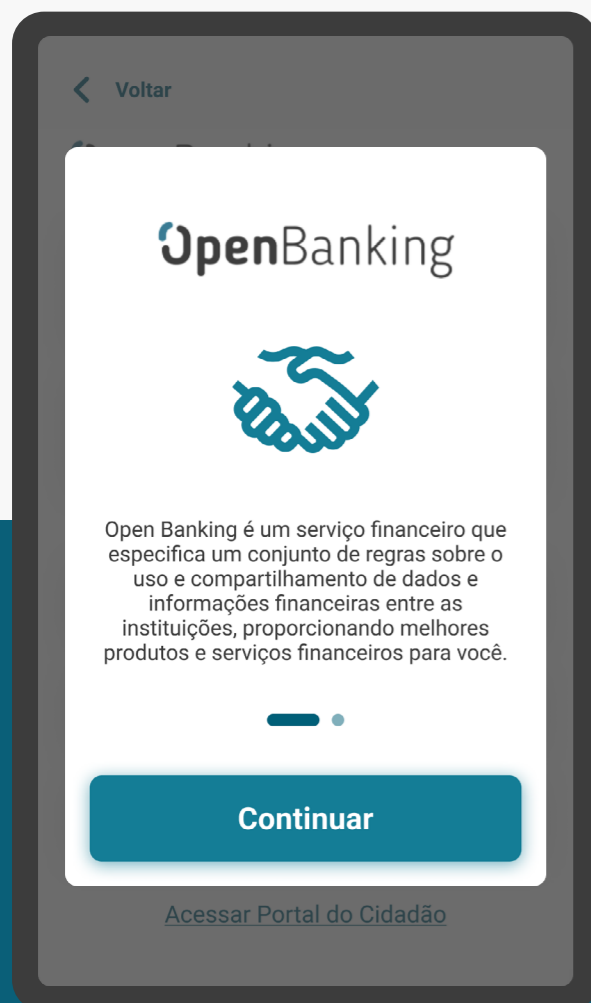 Voltar
OpenBanking
Open Banking é um serviço financeiro que
especifica um conjunto de regras sobre o
uso e compartilhamento de dados e
informações financeiras entre as
instituições, proporcionando melhores
produtos e serviços financeiros para você.
Continuar
Acessar Portal do Cidadão